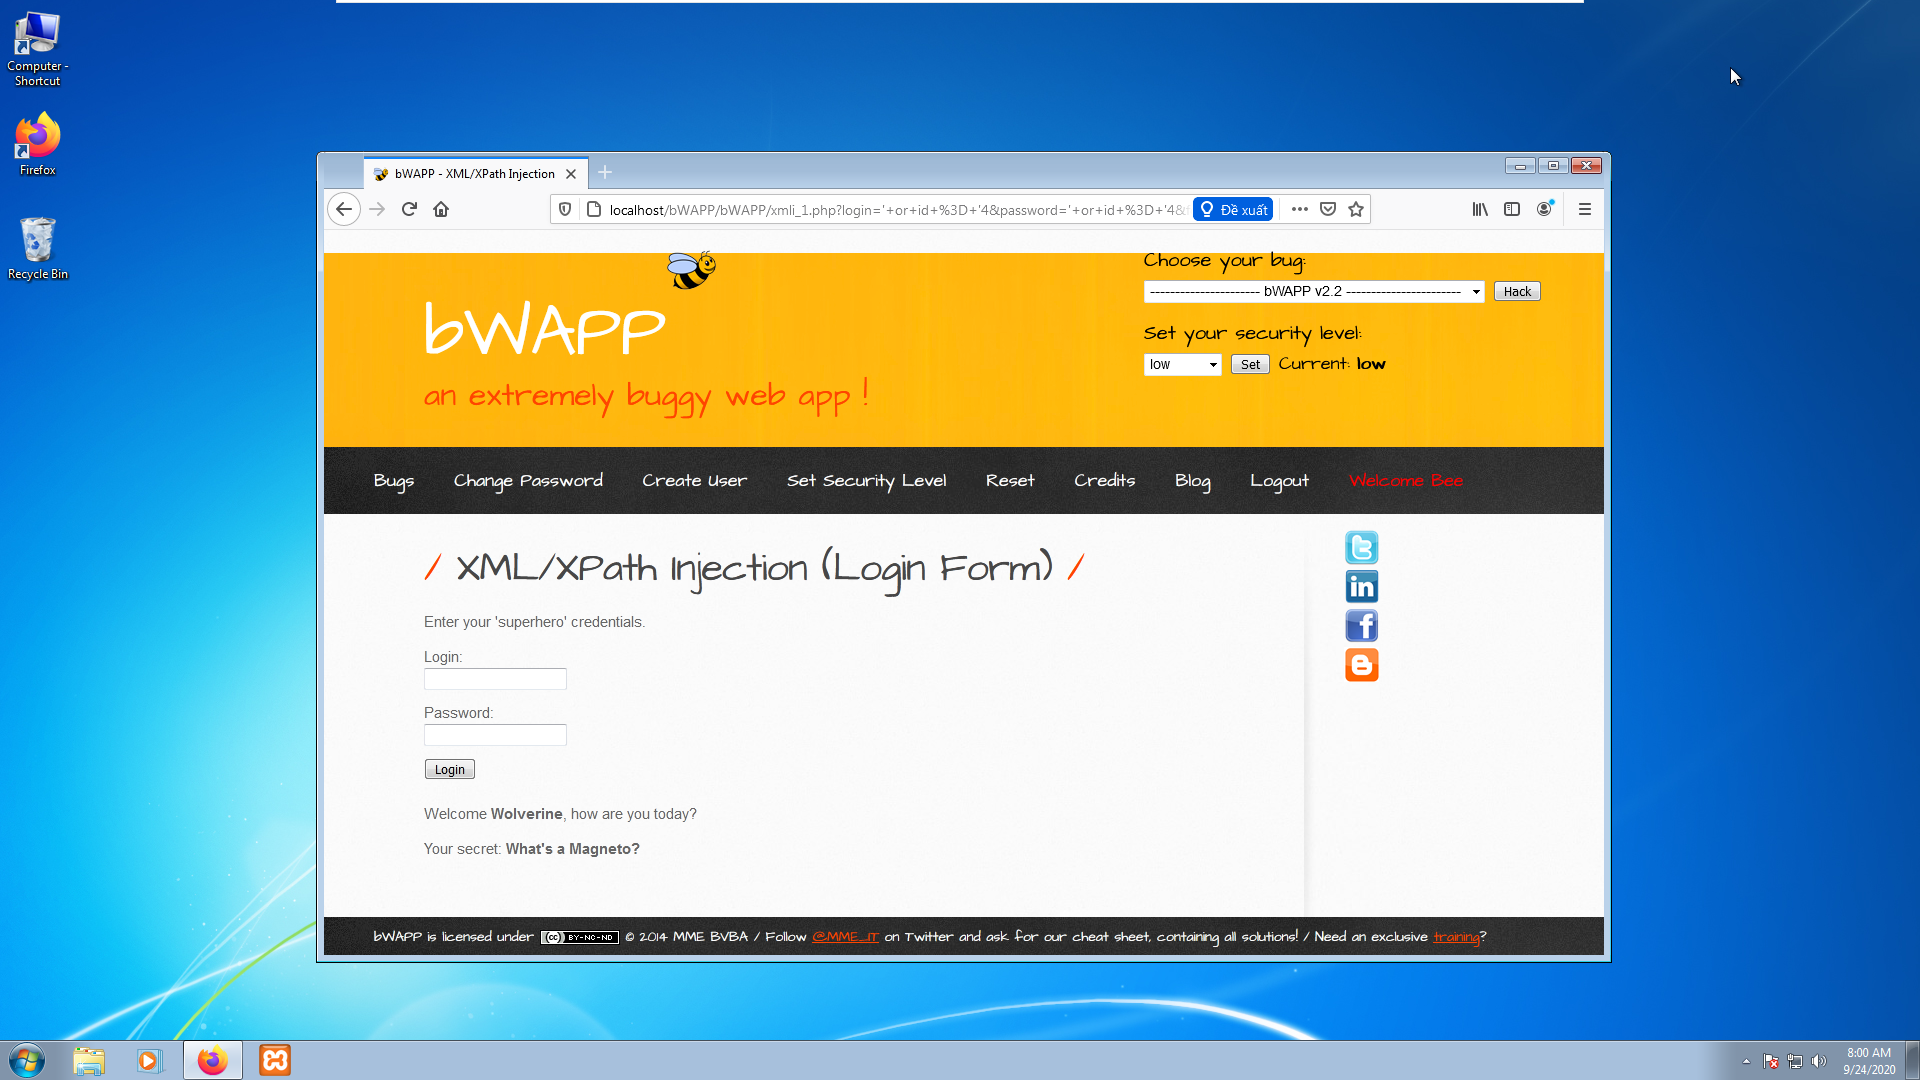 Computer -
Shortcut
Firefox
Recycle Bin
bWAPP - XML/XPath Injection
localhost/bWAPP/bWAPP/xmli_1.php?login='+or+id+%3D+'4&password='+or+id+%3D+'4&
Đề xuất
Choose your bug:
---------------------- bWAPP v2.2 -----------------------
Hack
bWAPP
Set your security level:
low
Set
Current: low
an extremely buggy web app !
Bugs
Change Password
Create User
Set Security Level
Reset
Credits
Blog
Logout
Welcome Bee
/ XML/XPath Injection (Login Form) /
Enter your 'superhero' credentials.
Login:
Password:
Login
Welcome Wolverine, how are you today?
Your secret: What's a Magneto?
bWAPP is licensed under (cc) BY-NC-ND © 2014 MME BVBA / Follow @MME_IT on Twitter and ask for our cheat sheet, containing all solutions! / Need an exclusive training?
8:00 AM
9/24/2020